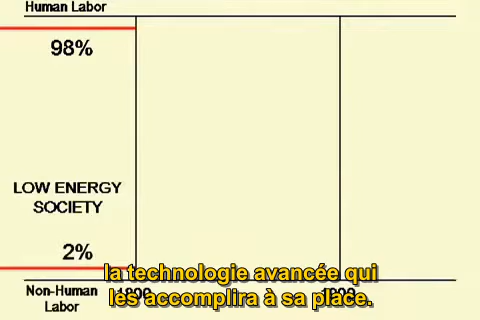 Human Labor
98%
LOW ENERGY
SOCIETY
2%
la technologie avancée qui
les accomplira à sa place.
Non-Human
Labor